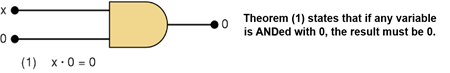 x
0
0
Theorem (1) states that if any variable
is ANDed with 0, the result must be 0.
(1) x · 0 = 0